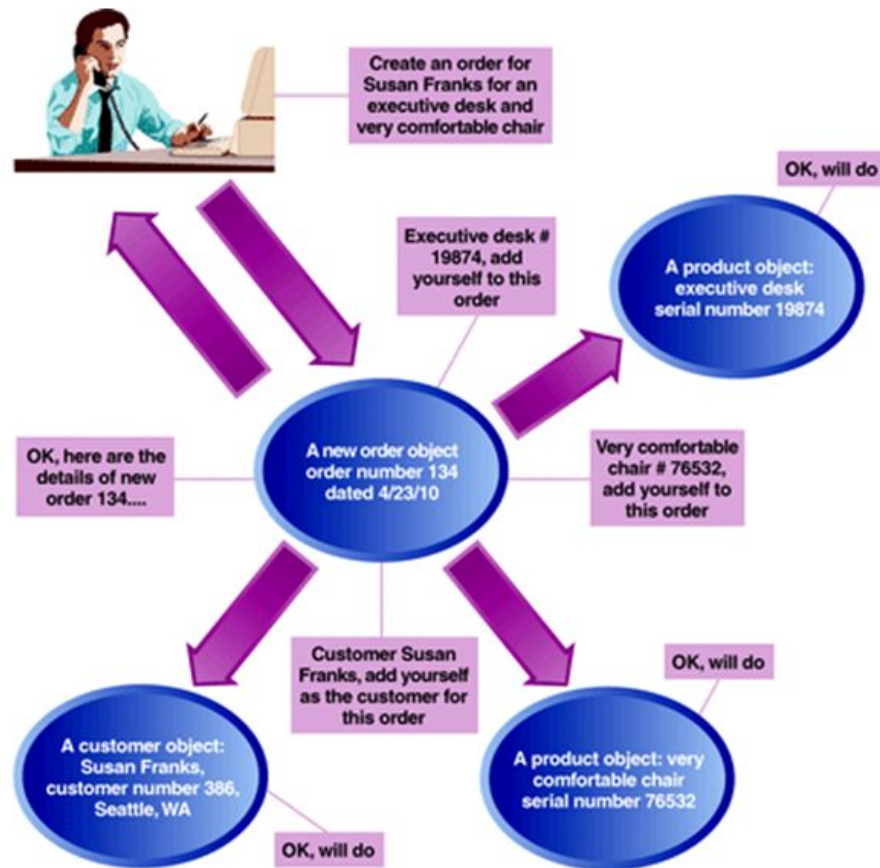 Create an order for
Susan Franks for an
executive desk and
very comfortable chair
OK, will do
Executive desk #
19874, add
yourself to this
order
A product object:
executive desk
serial number 19874
OK, here are the
details of new
order 134....
A new order object
order number 134
dated 4/23/10
Very comfortable
chair # 76532,
add yourself to
this order
Customer Susan
Franks, add yourself
as the customer for
this order
OK, will do
A customer object:
Susan Franks,
customer number 386,
Seattle, WA
A product object: very
comfortable chair
serial number 76532
OK, will do